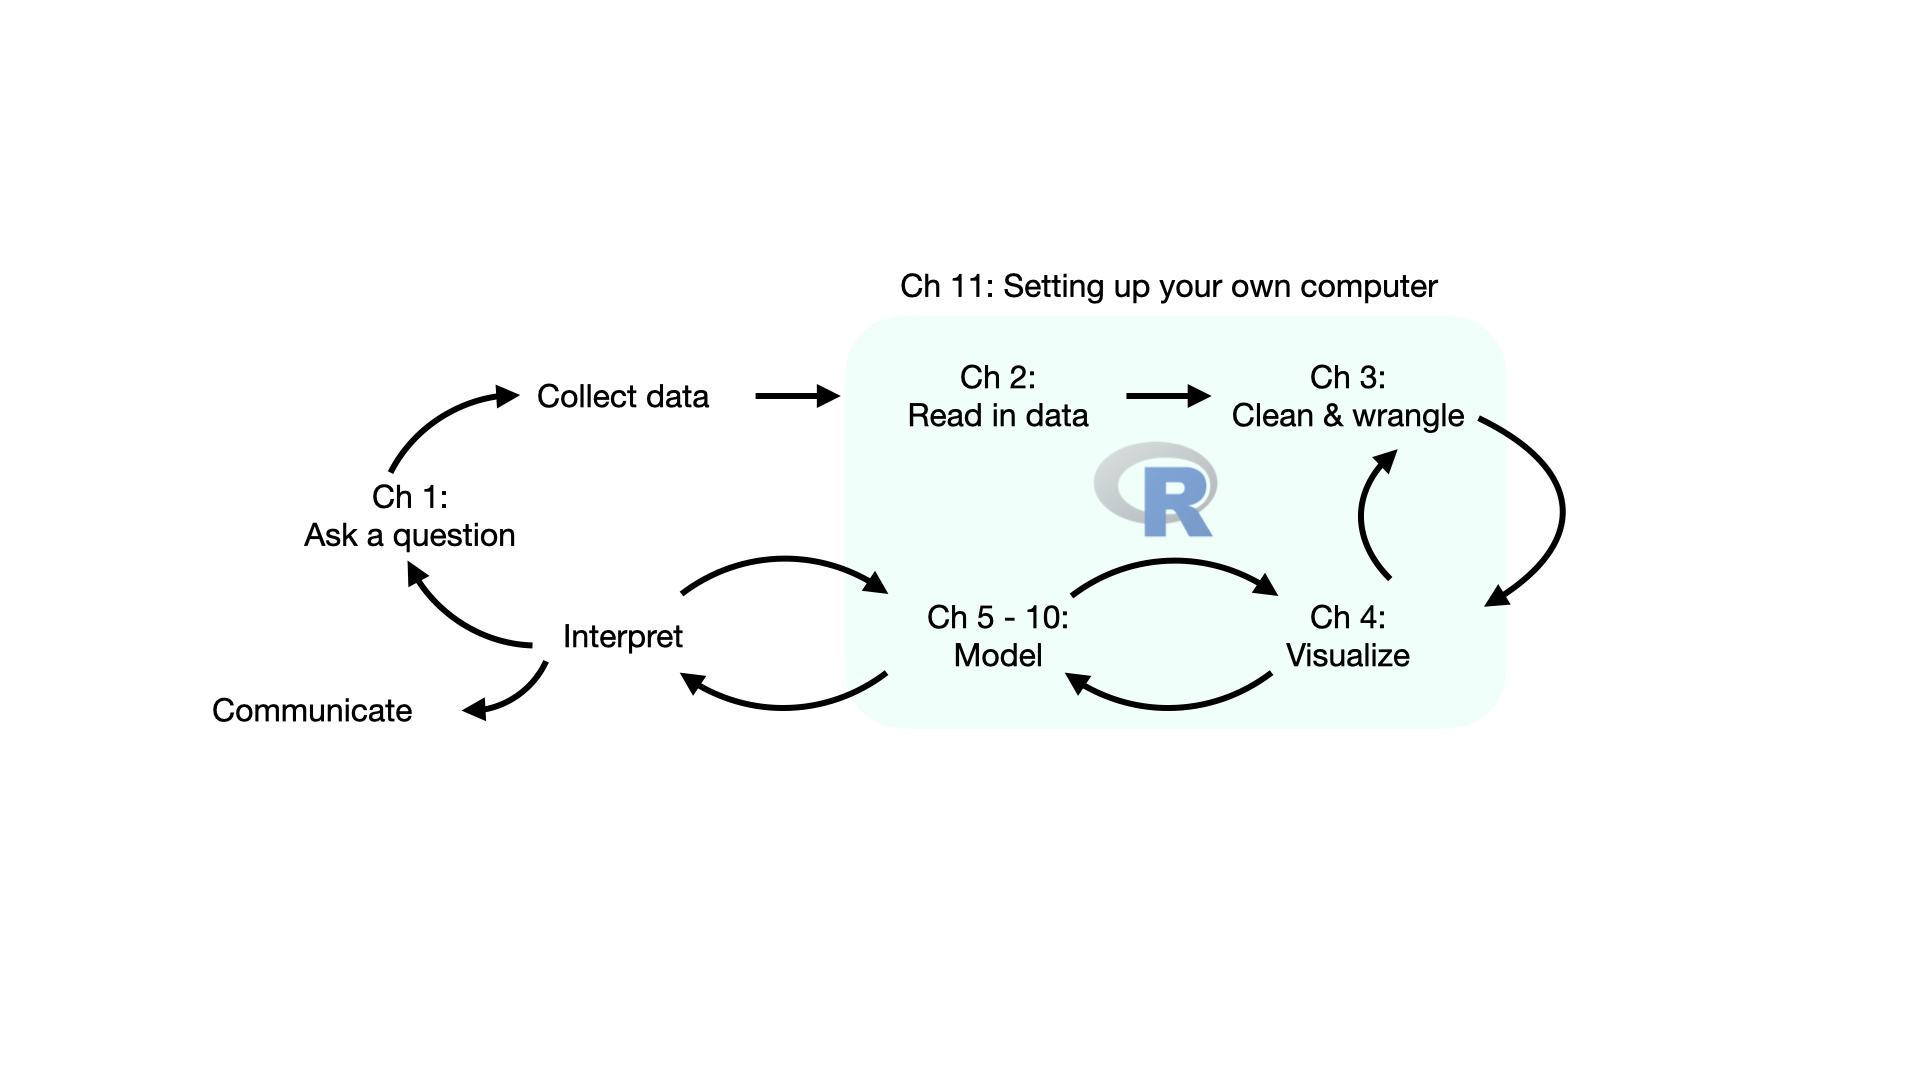 Ch 11: Setting up your own computer
Collect data
Ch 2:
Read in data
Ch 3:
Clean & wrangle
R
Ch 1:
Ask a question
Interpret
Ch 5 - 10:
Model
Ch 4:
Visualize
Communicate